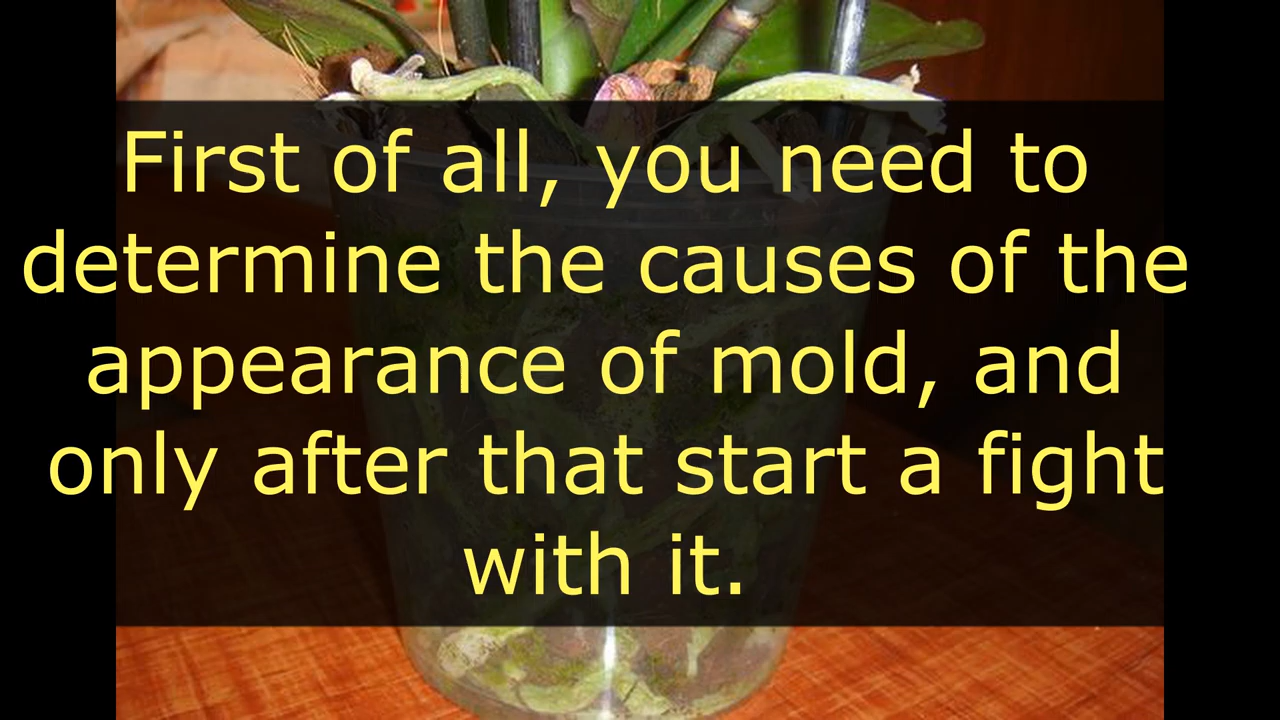 First of all, you need to
determine the causes of the
appearance of mold, and
only after that start a fight
with it.